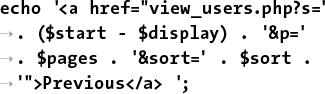 echo '<a href="view_users.php?s='
→. ($start - $display) . '&p='
→. $pages . '&sort=' . $sort .
→'">Previous</a> ';